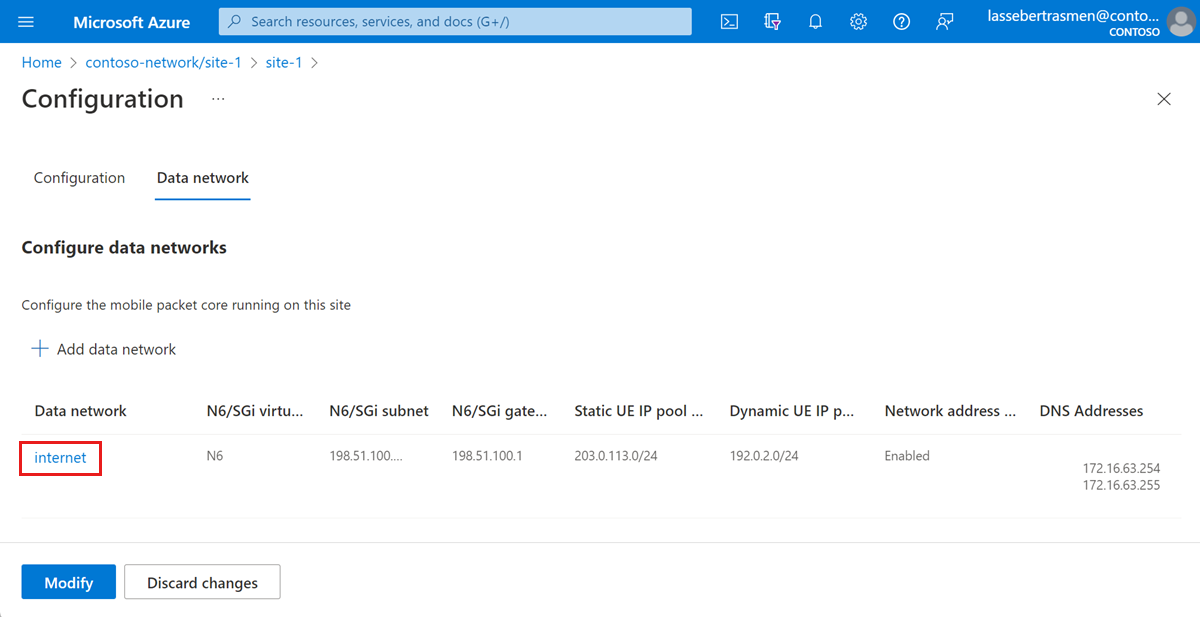 Microsoft Azure
Search resources, services, and docs (G+/)
lassebertrasmen@conto...
CONTOSO
Home > contoso-network/site-1 > site-1 >
Configuration ...
Configuration Data network
Configure data networks
Configure the mobile packet core running on this site
+ Add data network
Data network N6/SGi virtu... N6/SGi subnet N6/SGi gate... Static UE IP pool ... Dynamic UE IP p... Network address ... DNS Addresses
internet N6 198.51.100.... 198.51.100.1 203.0.113.0/24 192.0.2.0/24 Enabled
172.16.63.254
172.16.63.255
Modify Discard changes